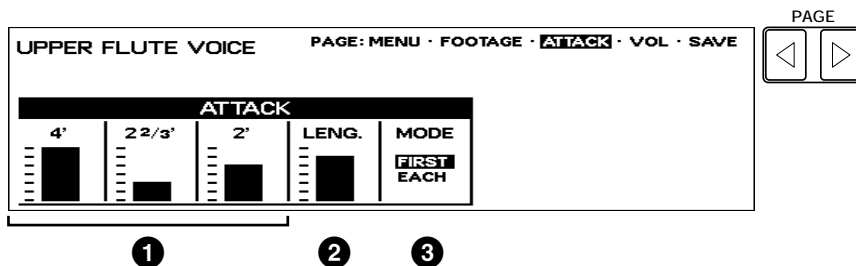 PAGE
UPPER FLUTE VOICE PAGE: MENU · FOOTAGE · ATTACK · VOL · SAVE
ATTACK
4' 2 2/3' 2' LENG. MODE
FIRST
EACH
1 2 3